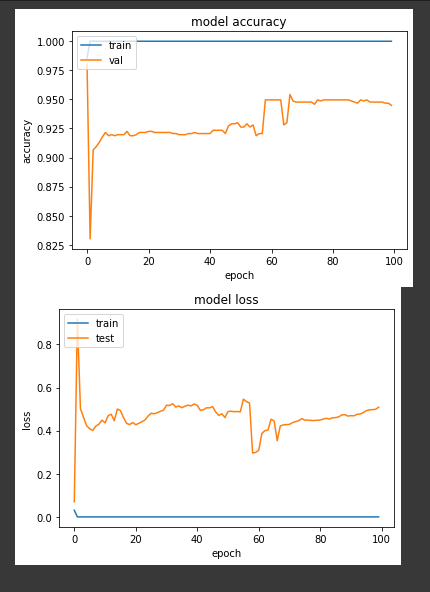 model accuracy
train
val
1.000
0.975
0.950
0.925
0.900
0.875
0.850
0.825
accuracy
0 20 40 60 80 100
epoch
model loss
train
test
0.8
0.6
0.4
0.2
0.0
loss
0 20 40 60 80 100
epoch